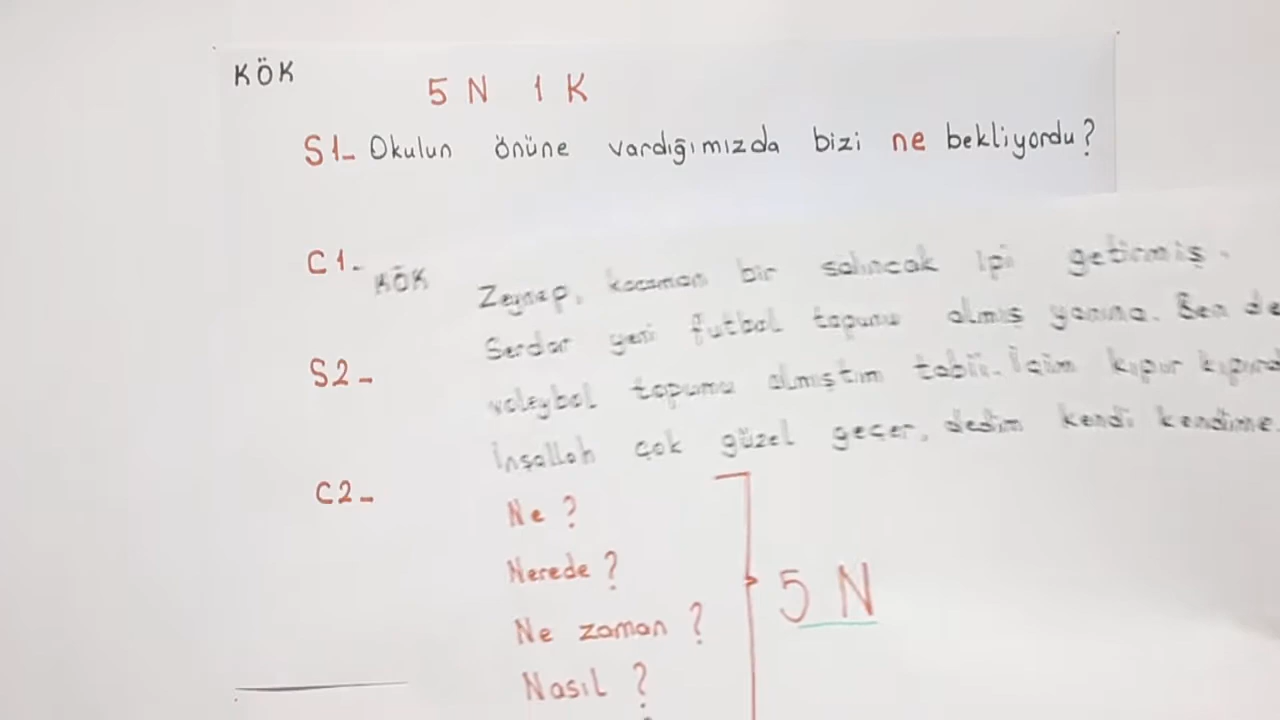 KÖK
5 N 1 K
S1- Okulun önüne vardığımızda bizi ne bekliyordu?
C1-
KÖK
Zeynep, kocaman bir salıncak ipi getirmiş.
Serdar yeni futbol topunu almış yanına. Ben de
S2-
voleybol topumu almıştım tabii. İçim kıpır
İnşallah çok güzel geçer, dedim kendi kendime.
C2-
Ne ?
Nerede ?
Ne zaman ?
Nasıl ?
5 N